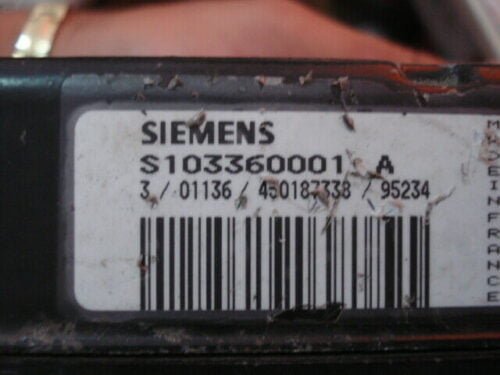 SIEMENS
S103360001 A
3 / 01136 / 450187338 / 95234
MADE IN FRANCE